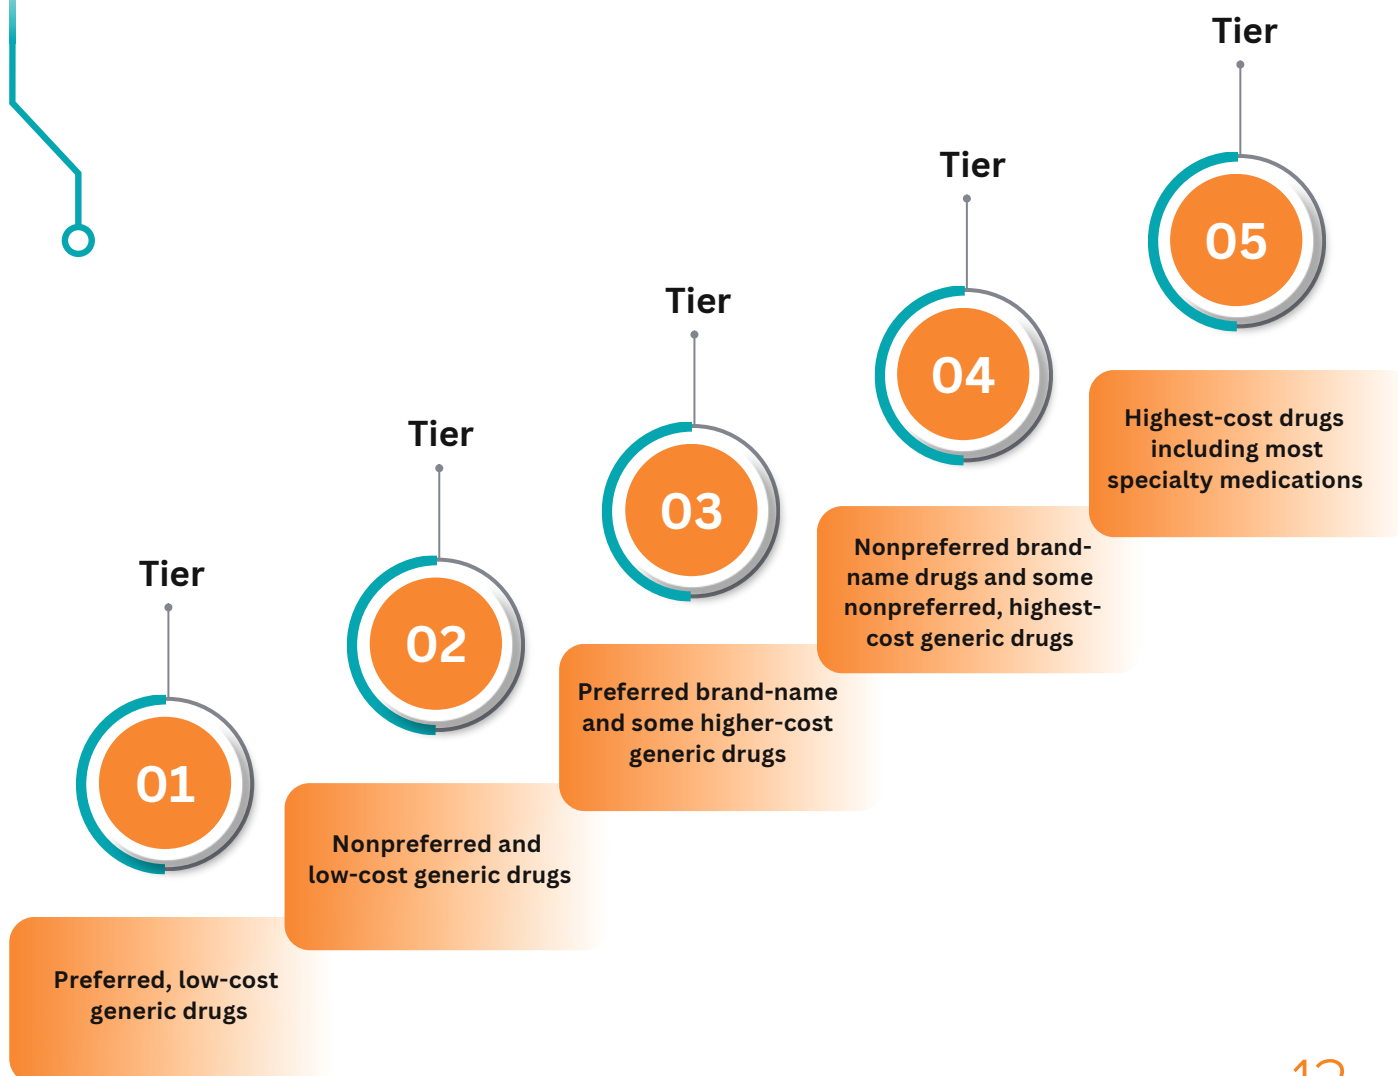 Tier
01
Preferred, low-cost
generic drugs
Tier
02
Nonpreferred and
low-cost generic drugs
Tier
03
Preferred brand-name
and some higher-cost
generic drugs
Tier
04
Nonpreferred brand-
name drugs and some
nonpreferred, highest-
cost generic drugs
Tier
05
Highest-cost drugs
including most
specialty medications